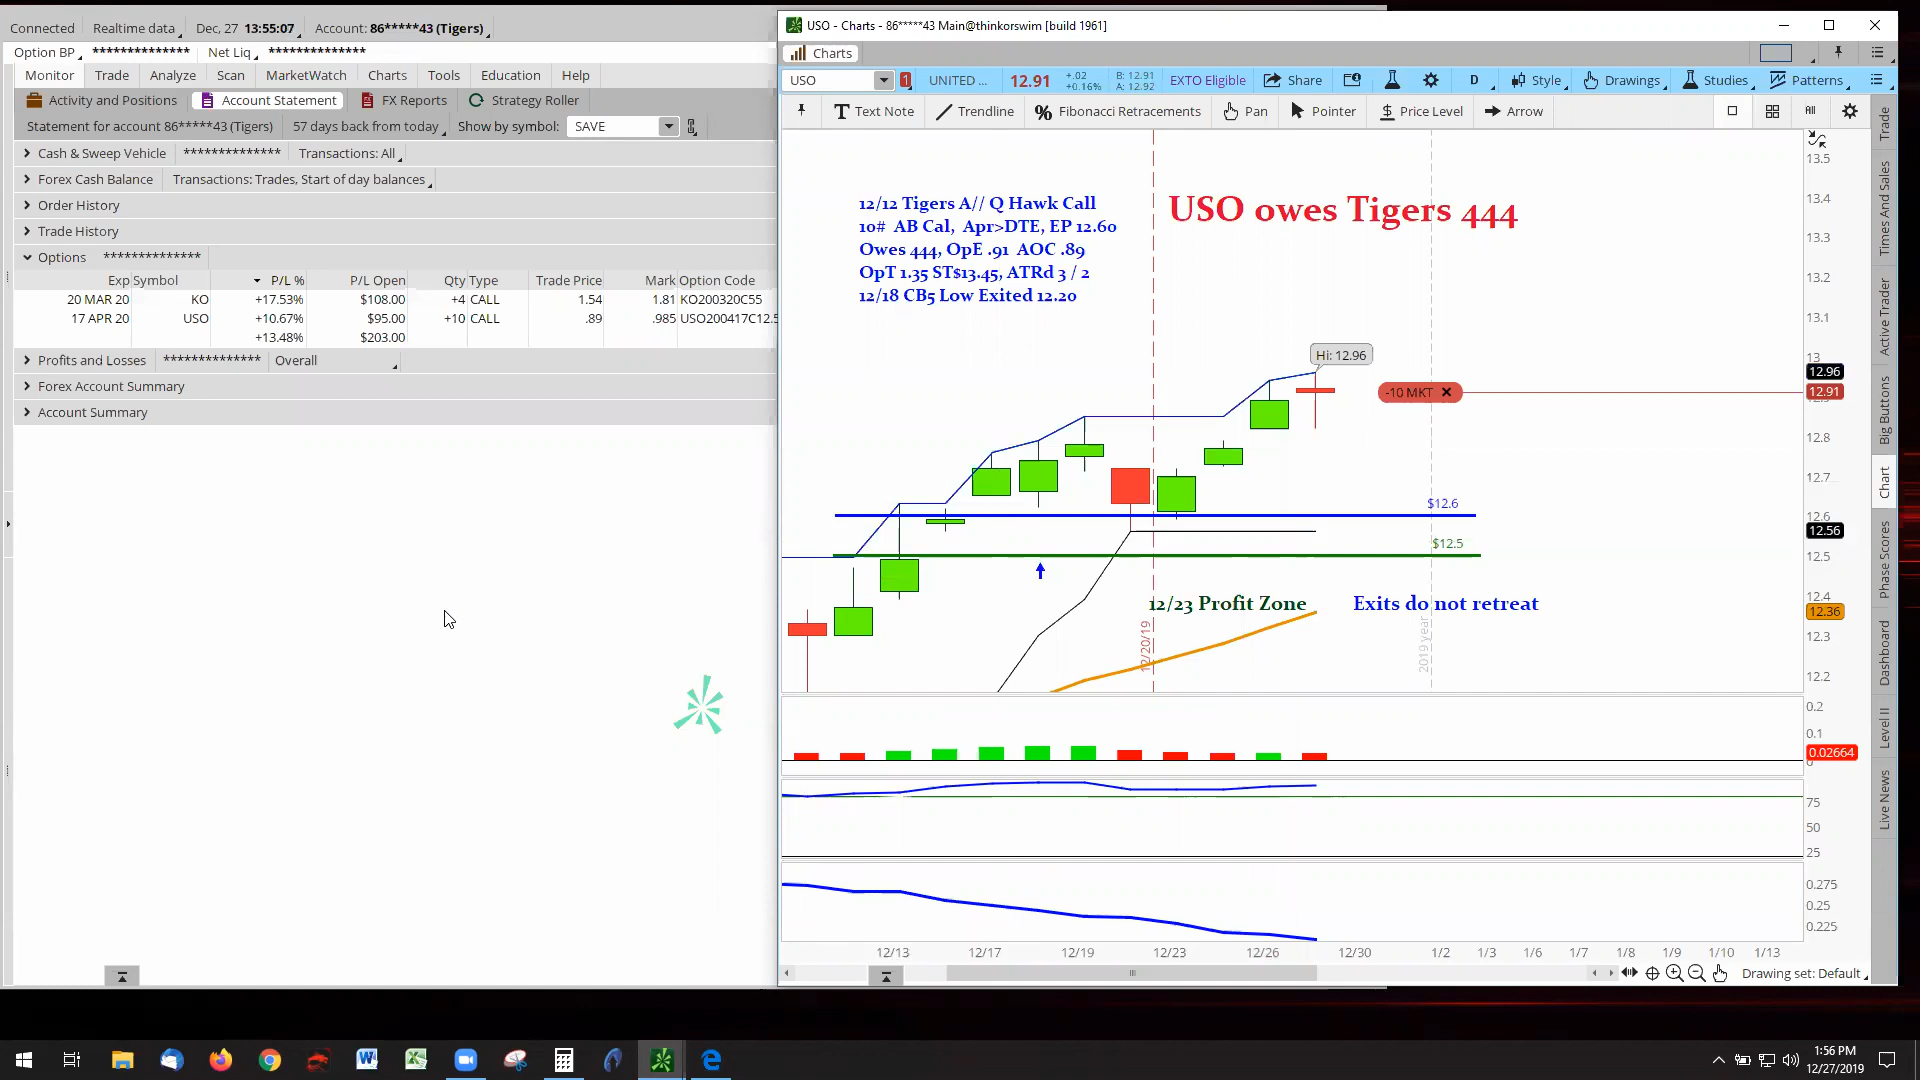 Connected Realtime data Dec, 27 13:55:07 Account: 86*****43 (Tigers)
Option BP ************** Net Liq **************
Monitor Trade Analyze Scan MarketWatch Charts Tools Education Help
Activity and Positions Account Statement FX Reports Strategy Roller
Statement for account 86*****43 (Tigers) 57 days back from today Show by symbol: SAVE
Cash & Sweep Vehicle ************** Transactions: All
Forex Cash Balance Transactions: Trades, Start of day balances
Order History
Trade History
Options **************
Exp Symbol P/L % P/L Open Qty Type Trade Price Mark Option Code
20 MAR 20 KO +17.53% $108.00 +4 CALL 1.54 1.81 KO200320C55
17 APR 20 USO +10.67% $95.00 +10 CALL .89 .985 USO200417C12.5
+13.48% $203.00
Profits and Losses ************** Overall
Forex Account Summary
Account Summary
USO - Charts - 86*****43 Main@thinkorswim [build 1961]
Charts
USO 1 UNITED ... 12.91 +.02 +0.16% B: 12.91 A: 12.92 EXTO Eligible Share D Style Drawings Studies Patterns
Text Note Trendline Fibonacci Retracements Pan Pointer Price Level Arrow All
12/12 Tigers A// Q Hawk Call
10# AB Cal, Apr>DTE, EP 12.60
Owes 444, OpE .91 AOC .89
OpT 1.35 ST$13.45, ATRd 3 / 2
12/18 CB5 Low Exited 12.20
USO owes Tigers 444
Hi: 12.96
-10 MKT
$12.6
$12.5
12/23 Profit Zone Exits do not retreat
12/20/19
2019 year
13.5
13.4
13.3
13.2
13.1
13
12.96
12.91
12.8
12.7
12.6
12.56
12.5
12.4
12.36
12.3
12.2
0.2
0.1
0.02664
0
75
50
25
0.275
0.25
0.225
12/13 12/17 12/19 12/23 12/26 12/30 1/2 1/3 1/6 1/7 1/8 1/9 1/10 1/13
Drawing set: Default
Trade
Times And Sales
Active Trader
Big Buttons
Chart
Phase Scores
Dashboard
Level II
Live News
1:56 PM
12/27/2019